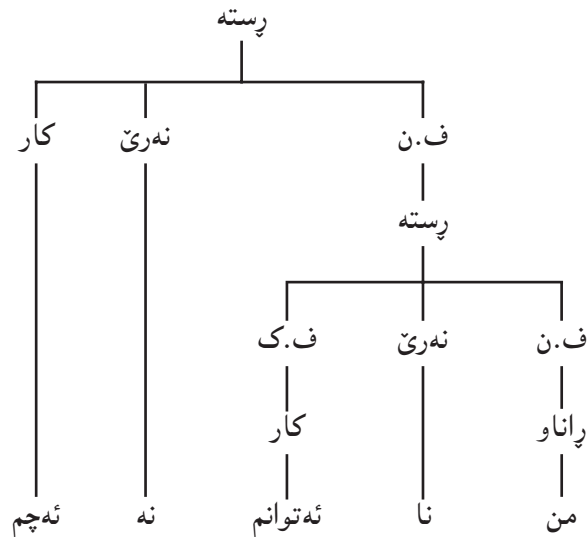 ڕستە
ف.ن نەرێ کار
ڕستە
ف.ن نەرێ ف.ک
ڕاناو کار
من نا ئەتوانم نە ئەچم